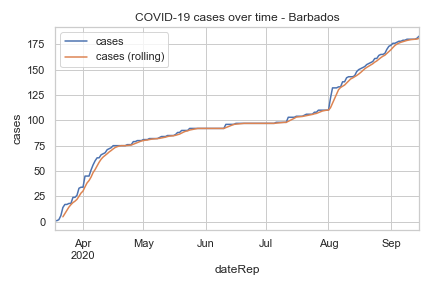 COVID-19 cases over time - Barbados
cases
cases (rolling)
175
150
125
100
75
50
25
0
cases
Apr
2020
May
Jun
Jul
Aug
Sep
dateRep